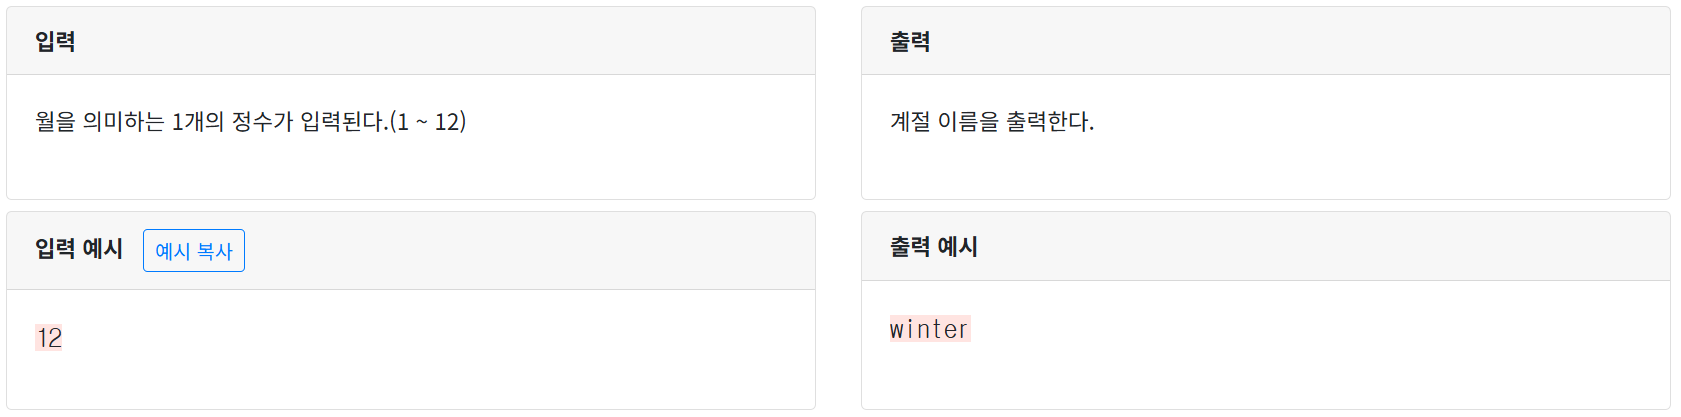 입력
월을 의미하는 1개의 정수가 입력된다.(1 ~ 12)
출력
계절 이름을 출력한다.
입력 예시 예시 복사
12
출력 예시
winter